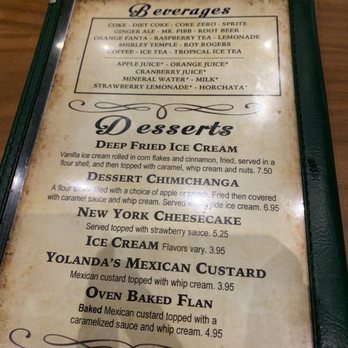 Beverages
COKE - DIET COKE - COKE ZERO - SPRITE
GINGER ALE - MR. PIBB - ROOT BEER
ORANGE FANTA - RASPBERRY TEA - LEMONADE
SHIRLEY TEMPLE - ROY ROGERS
COFFEE - ICE TEA - TROPICAL ICE TEA
APPLE JUICE* - ORANGE JUICE*
CRANBERRY JUICE*
MINERAL WATER* - MILK*
STRAWBERRY LEMONADE* - HORCHATA*
Desserts
DEEP FRIED ICE CREAM
Vanilla ice cream rolled in corn flakes and cinnamon, fried, served in a
flour shell, and then topped with caramel, whip cream and nuts. 7.50
DESSERT CHIMICHANGA
A flour tortilla filled with a choice of apple or peach. Fried then covered
with caramel sauce and whip cream. Served with a side ice cream. 6.95
NEW YORK CHEESECAKE
Served topped with strawberry sauce. 5.25
ICE CREAM Flavors vary. 3.95
YOLANDA'S MEXICAN CUSTARD
Mexican custard topped with whip cream. 3.95
OVEN BAKED FLAN
Baked Mexican custard topped with a
caramelized sauce and whip cream. 4.95